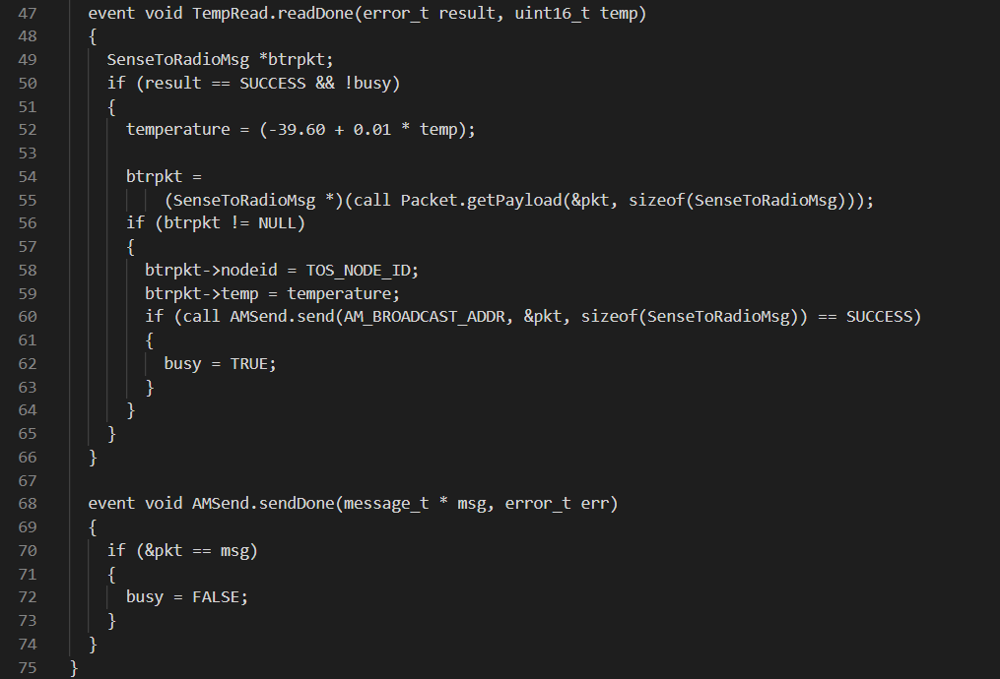 47 event void TempRead.readDone(error_t result, uint16_t temp)
48 {
49 SenseToRadioMsg *btrpkt;
50 if (result == SUCCESS && !busy)
51 {
52 temperature = (-39.60 + 0.01 * temp);
53
54 btrpkt =
55 (SenseToRadioMsg *)(call Packet.getPayload(&pkt, sizeof(SenseToRadioMsg)));
56 if (btrpkt != NULL)
57 {
58 btrpkt->nodeid = TOS_NODE_ID;
59 btrpkt->temp = temperature;
60 if (call AMSend.send(AM_BROADCAST_ADDR, &pkt, sizeof(SenseToRadioMsg)) == SUCCESS)
61 {
62 busy = TRUE;
63 }
64 }
65 }
66 }
67
68 event void AMSend.sendDone(message_t * msg, error_t err)
69 {
70 if (&pkt == msg)
71 {
72 busy = FALSE;
73 }
74 }
75 }